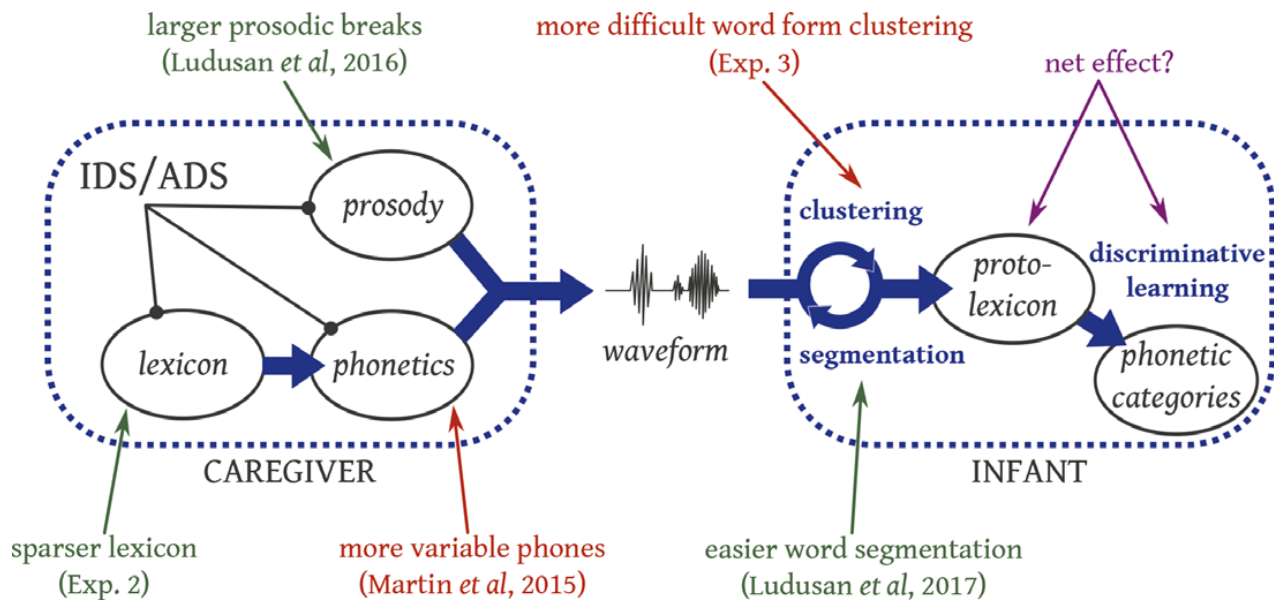 larger prosodic breaks
(Ludusan et al, 2016)
more difficult word form clustering
(Exp. 3)
net effect?
IDS/ADS
prosody
lexicon
phonetics
CAREGIVER
waveform
clustering
segmentation
proto-
lexicon
discriminative
learning
phonetic
categories
INFANT
sparser lexicon
(Exp. 2)
more variable phones
(Martin et al, 2015)
easier word segmentation
(Ludusan et al, 2017)